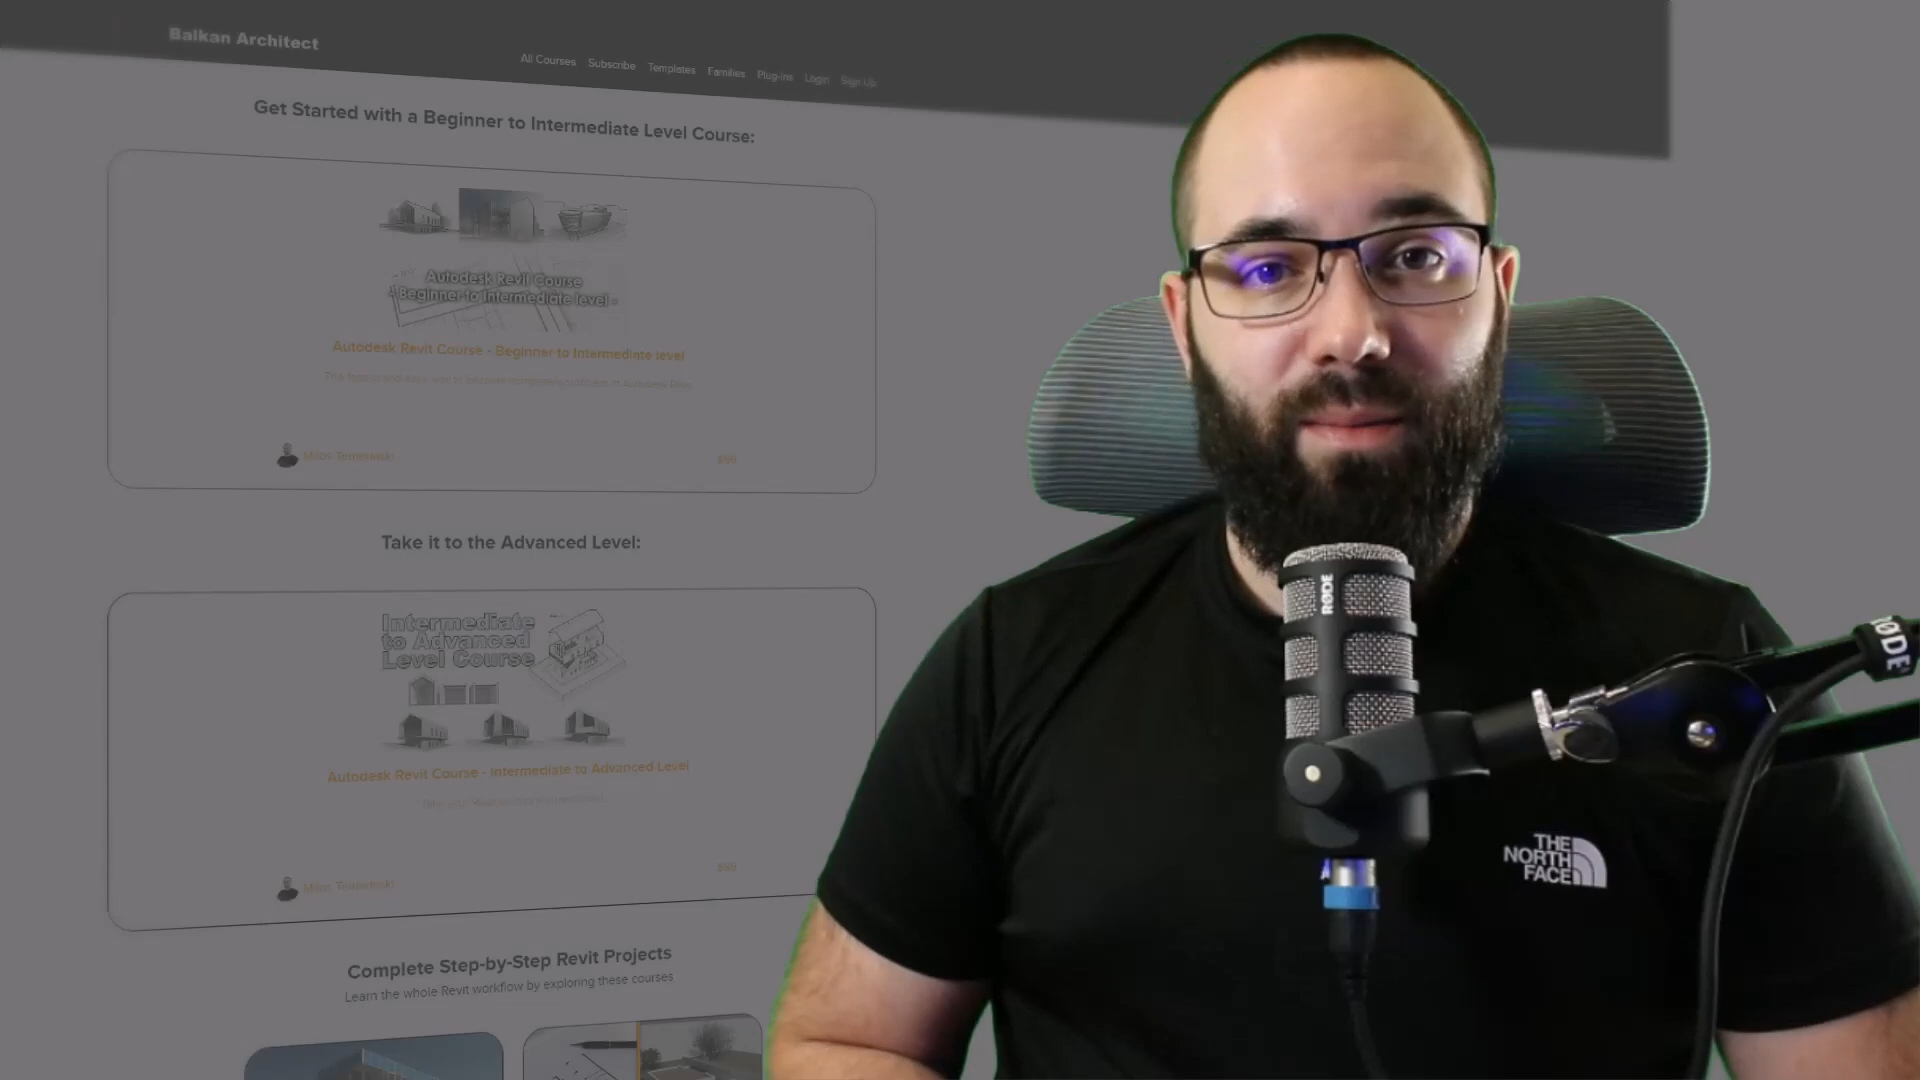 Balkan Architect
All Courses Subscribe Templates Families Plug-ins Login Sign Up
Get Started with a Beginner to Intermediate Level Course:
Autodesk Revit Course
- Beginner to Intermediate level -
Autodesk Revit Course - Beginner to Intermediate level
Take it to the Advanced Level:
Intermediate
to Advanced
Level Course
Autodesk Revit Course - Intermediate to Advanced Level
Complete Step-by-Step Revit Projects
Learn the whole Revit workflow by exploring these courses
RØDE
RØDE
THE
NORTH
FACE